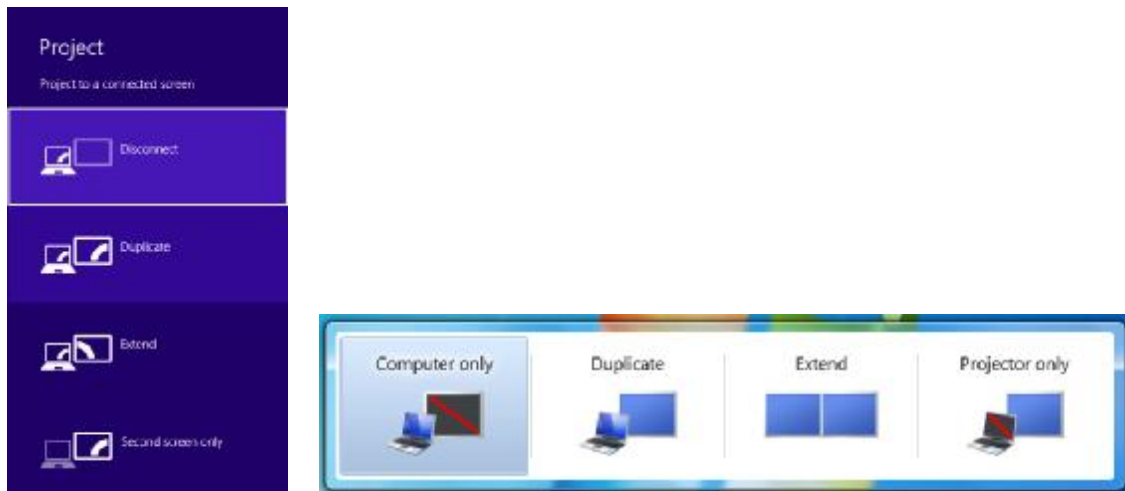 Project
Project to a connected screen
Disconnect
Duplicate
Extend
Second screen only
Computer only
Duplicate
Extend
Projector only